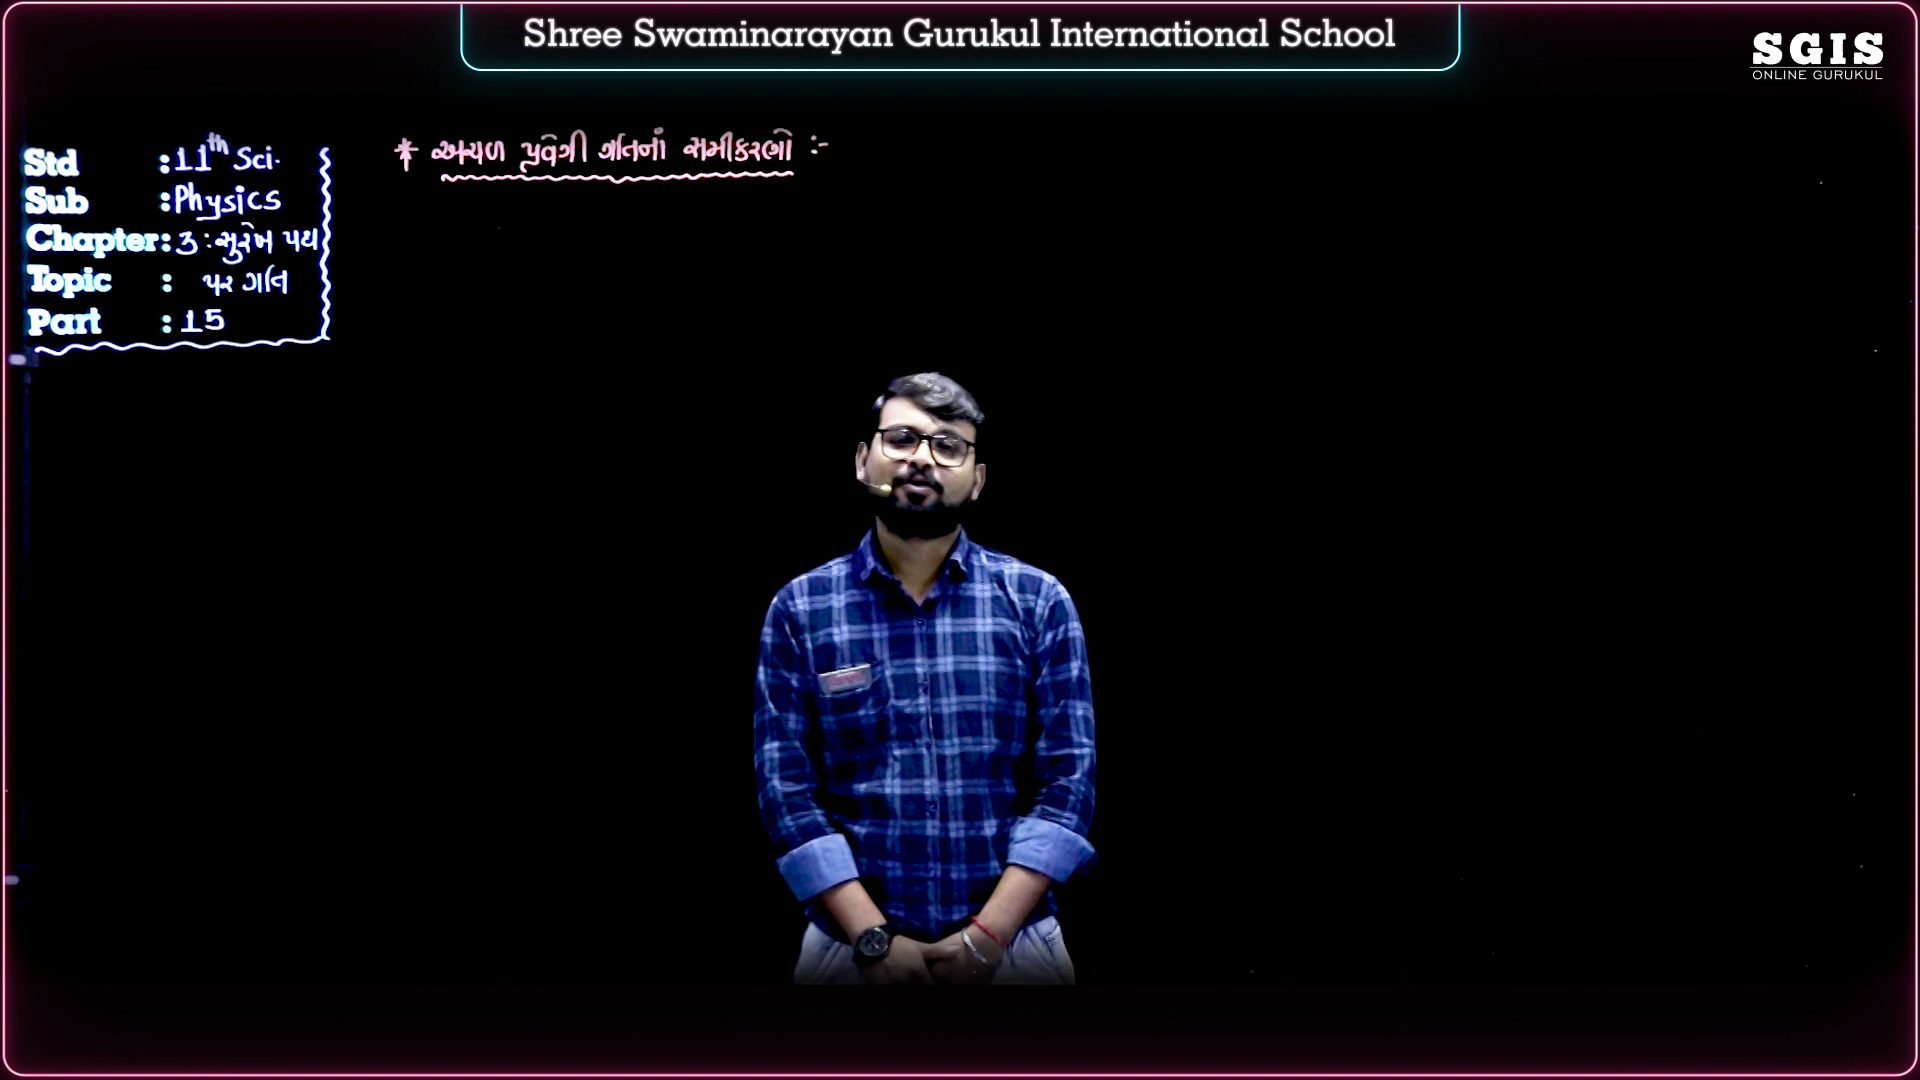 Shree Swaminarayan Gurukul International School
SGIS
ONLINE GURUKUL
Std : 11th Sci.
Sub : Physics
Chapter : 3 : સુરેખ પથ
Topic : પર ગતિ
Part : 15
* અચળ પ્રવેગી ગતિનાં સમીકરણો :-